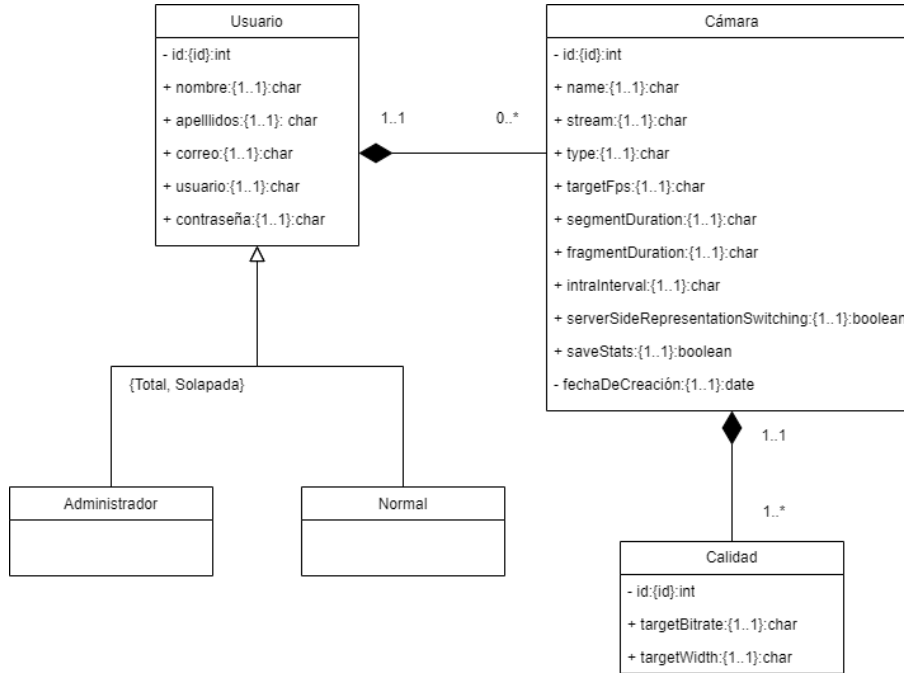 Usuario
- id:{id}:int
+ nombre:{1..1}:char
+ apelllidos:{1..1}: char
+ correo:{1..1}:char
+ usuario:{1..1}:char
+ contraseña:{1..1}:char
1..1
0..*
Cámara
- id:{id}:int
+ name:{1..1}:char
+ stream:{1..1}:char
+ type:{1..1}:char
+ targetFps:{1..1}:char
+ segmentDuration:{1..1}:char
+ fragmentDuration:{1..1}:char
+ intraInterval:{1..1}:char
+ serverSideRepresentationSwitching:{1..1}:boolean
+ saveStats:{1..1}:boolean
- fechaDeCreación:{1..1}:date
{Total, Solapada}
Administrador
Normal
1..1
1..*
Calidad
- id:{id}:int
+ targetBitrate:{1..1}:char
+ targetWidth:{1..1}:char